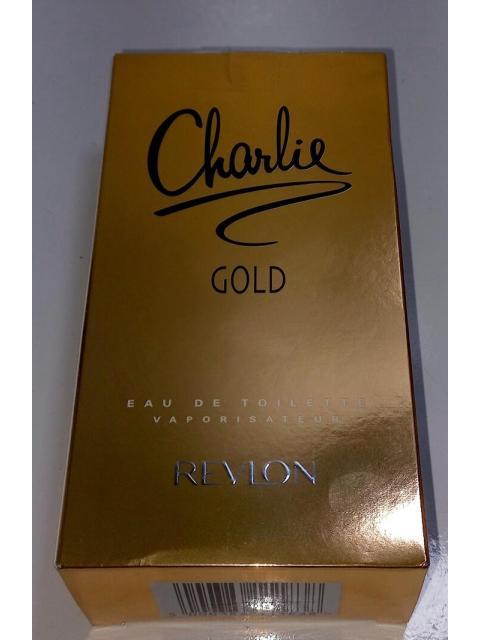 Charlie
GOLD
EAU DE TOILETTE
VAPORISATEUR
REVLON